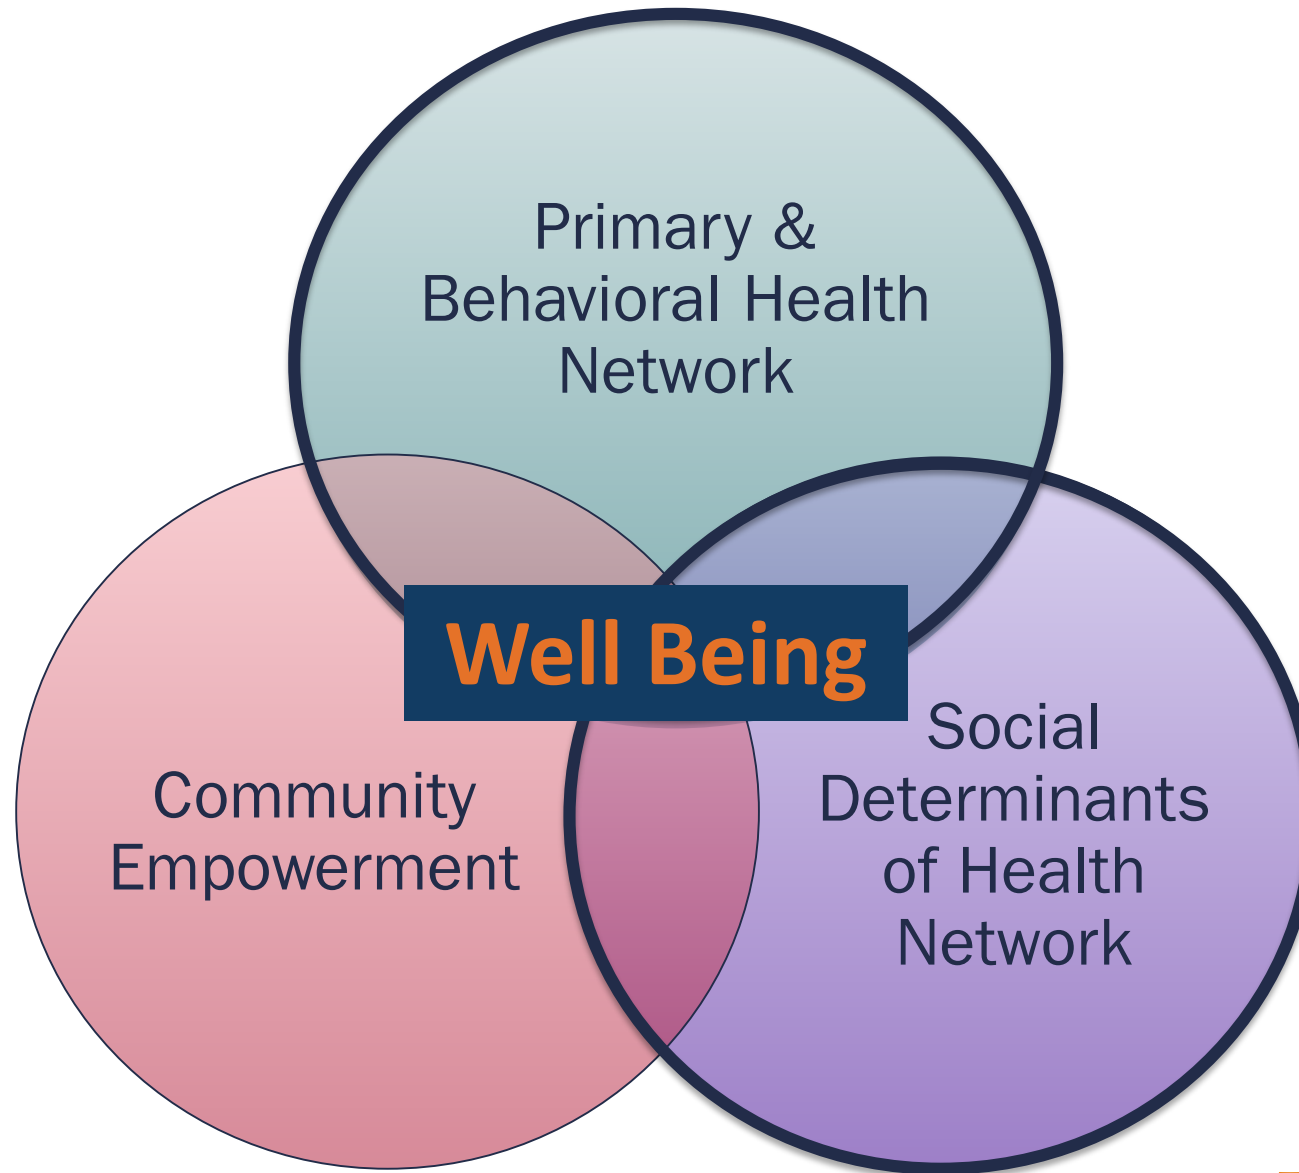 Primary &
Behavioral Health
Network
Well Being
Community
Empowerment
Social
Determinants
of Health
Network